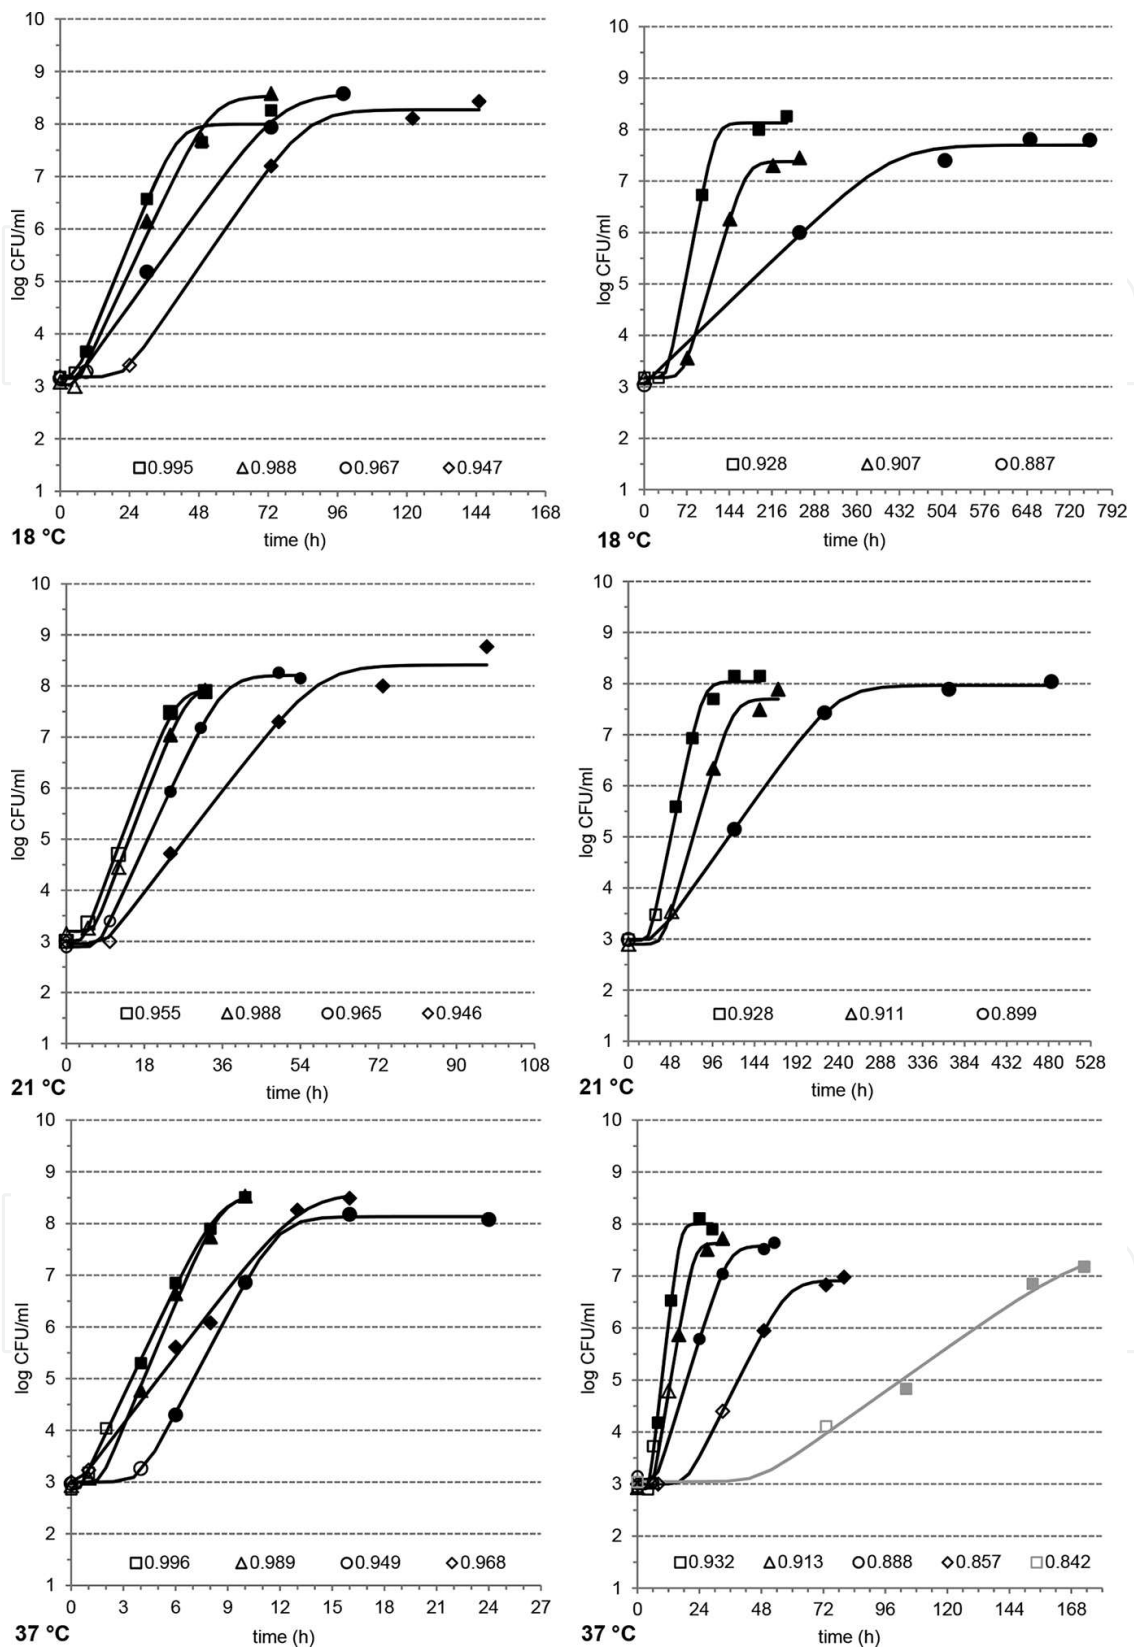 10
9
8
7
6
5
4
3
2
1
log CFU/ml
0.995 0.988 0.967 0.947
0 24 48 72 96 120 144 168
18 °C
time (h)
10
9
8
7
6
5
4
3
2
1
log CFU/ml
0.928 0.907 0.887
0 72 144 216 288 360 432 504 576 648 720 792
18 °C
time (h)
10
9
8
7
6
5
4
3
2
1
log CFU/ml
0.955 0.988 0.965 0.946
0 18 36 54 72 90 108
21 °C
time (h)
10
9
8
7
6
5
4
3
2
1
log CFU/ml
0.928 0.911 0.899
0 48 96 144 192 240 288 336 384 432 480 528
21 °C
time (h)
10
9
8
7
6
5
4
3
2
1
log CFU/ml
0.996 0.989 0.949 0.968
0 3 6 9 12 15 18 21 24 27
37 °C
time (h)
10
9
8
7
6
5
4
3
2
1
log CFU/ml
0.932 0.913 0.888 0.857 0.842
0 24 48 72 96 120 144 168
37 °C
time (h)